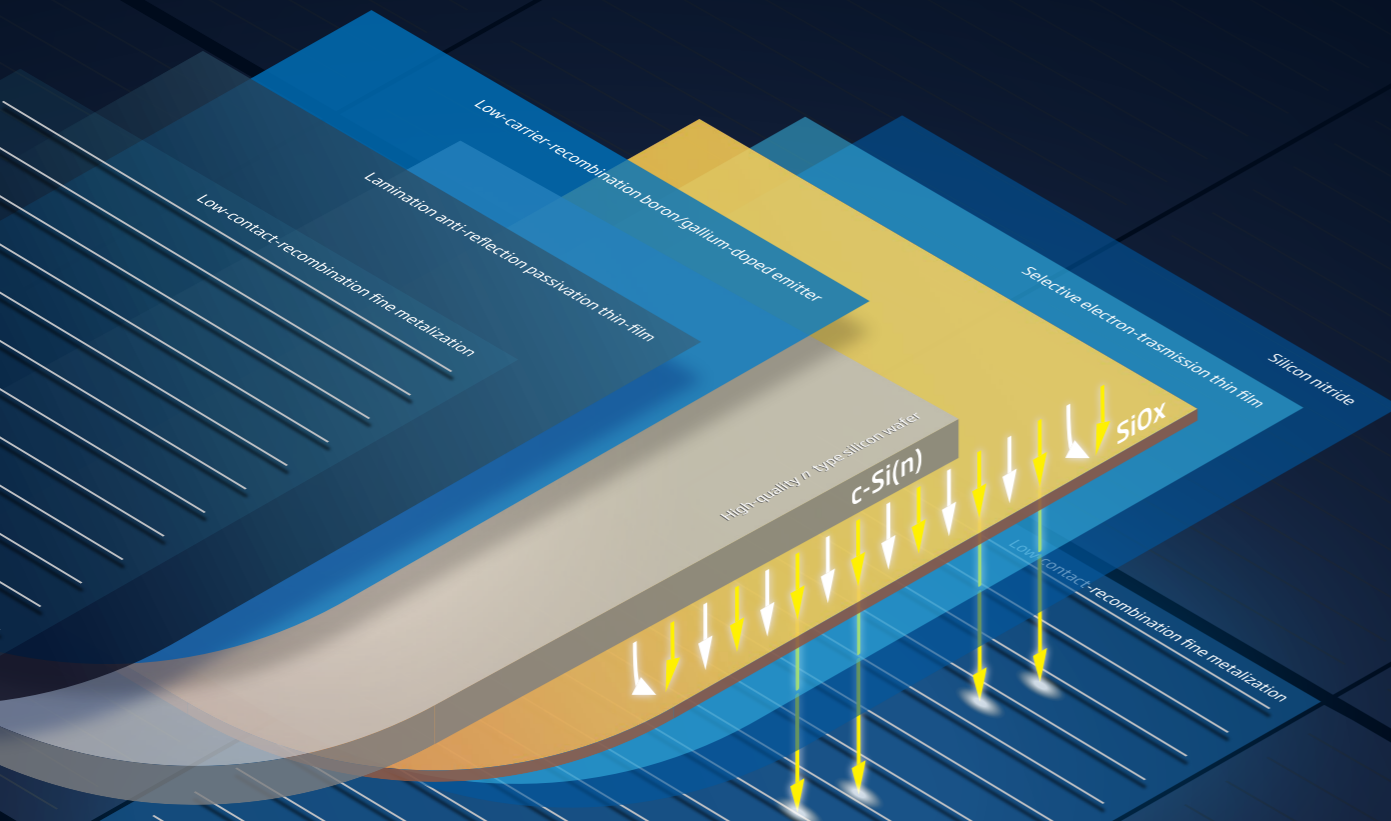 Low-carrier-recombination boron/gallium-doped emitter
Lamination anti-reflection passivation thin-film
Low-contact-recombination fine metalization
Selective electron-trasmission thin film
Silicon nitride
SiOx
High-quality n type silicon wafer
c-Si(n)
Low-contact-recombination fine metalization